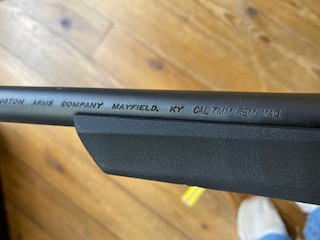 NGTON ARMS COMPANY MAYFIELD, KY CAL 7MM REM MAG